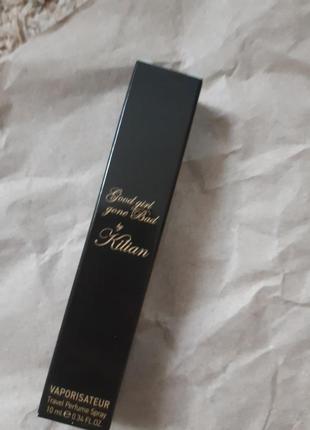 Good girl
gone Bad
by
Kilian
VAPORISATEUR
Travel Perfume Spray
10 ml ℮ 0.34 FL.OZ.